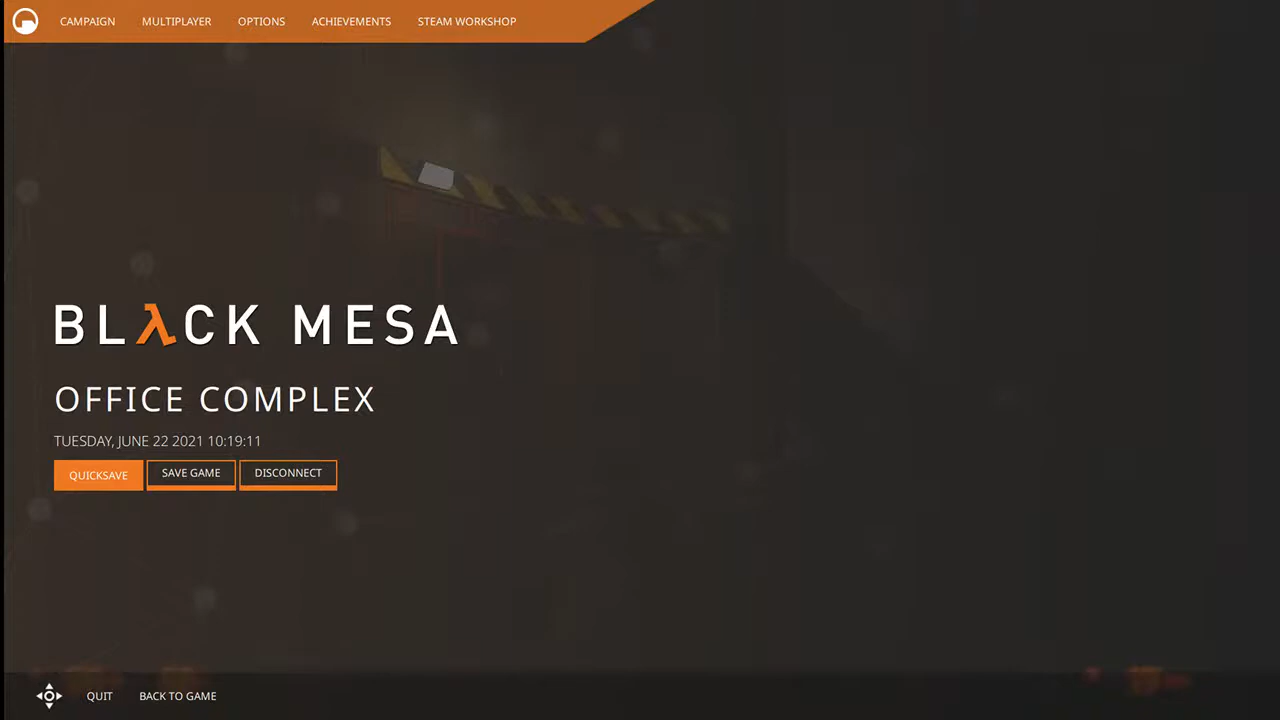 CAMPAIGN MULTIPLAYER OPTIONS ACHIEVEMENTS STEAM WORKSHOP
BLλCK MESA
OFFICE COMPLEX
TUESDAY, JUNE 22 2021 10:19:11
QUICKSAVE SAVE GAME DISCONNECT
QUIT BACK TO GAME